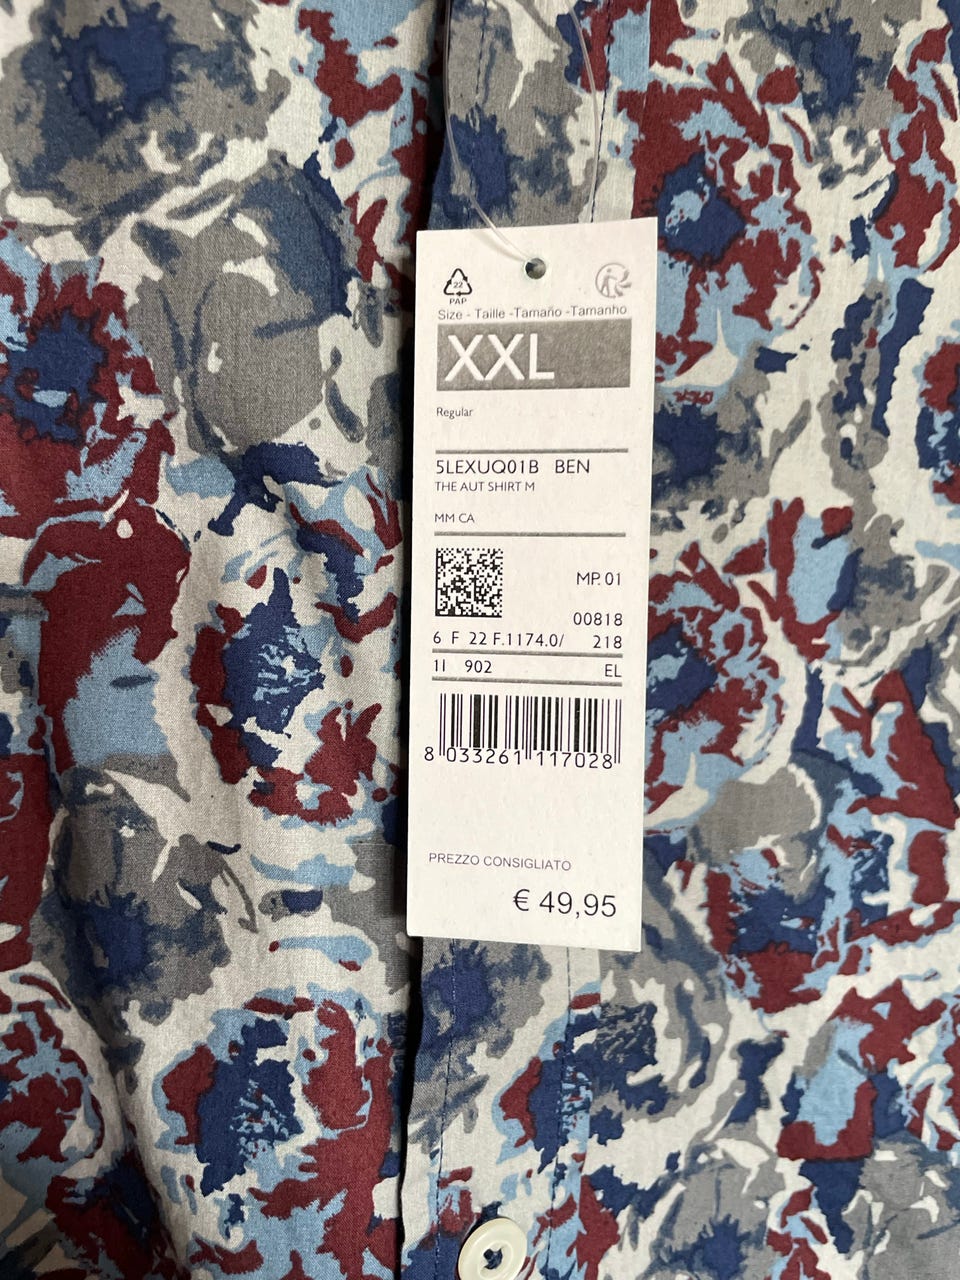 22
PAP
Size - Taille -Tamaño -Tamanho
XXL
Regular
5LEXUQ01B BEN
THE AUT SHIRT M
MM CA
MP. 01
00818
6 F 22 F.1174.0/ 218
1I 902 EL
8 033261 117028
PREZZO CONSIGLIATO
€ 49,95